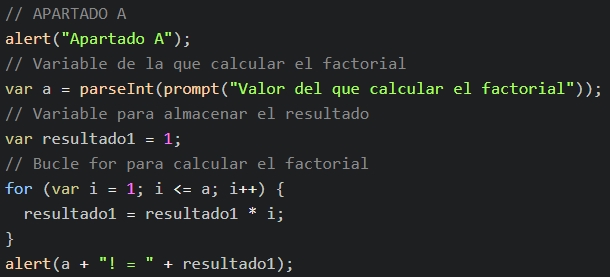 // APARTADO A
alert("Apartado A");
// Variable de la que calcular el factorial
var a = parseInt(prompt("Valor del que calcular el factorial"));
// Variable para almacenar el resultado
var resultado1 = 1;
// Bucle for para calcular el factorial
for (var i = 1; i <= a; i++) {
  resultado1 = resultado1 * i;
}
alert(a + "! = " + resultado1);